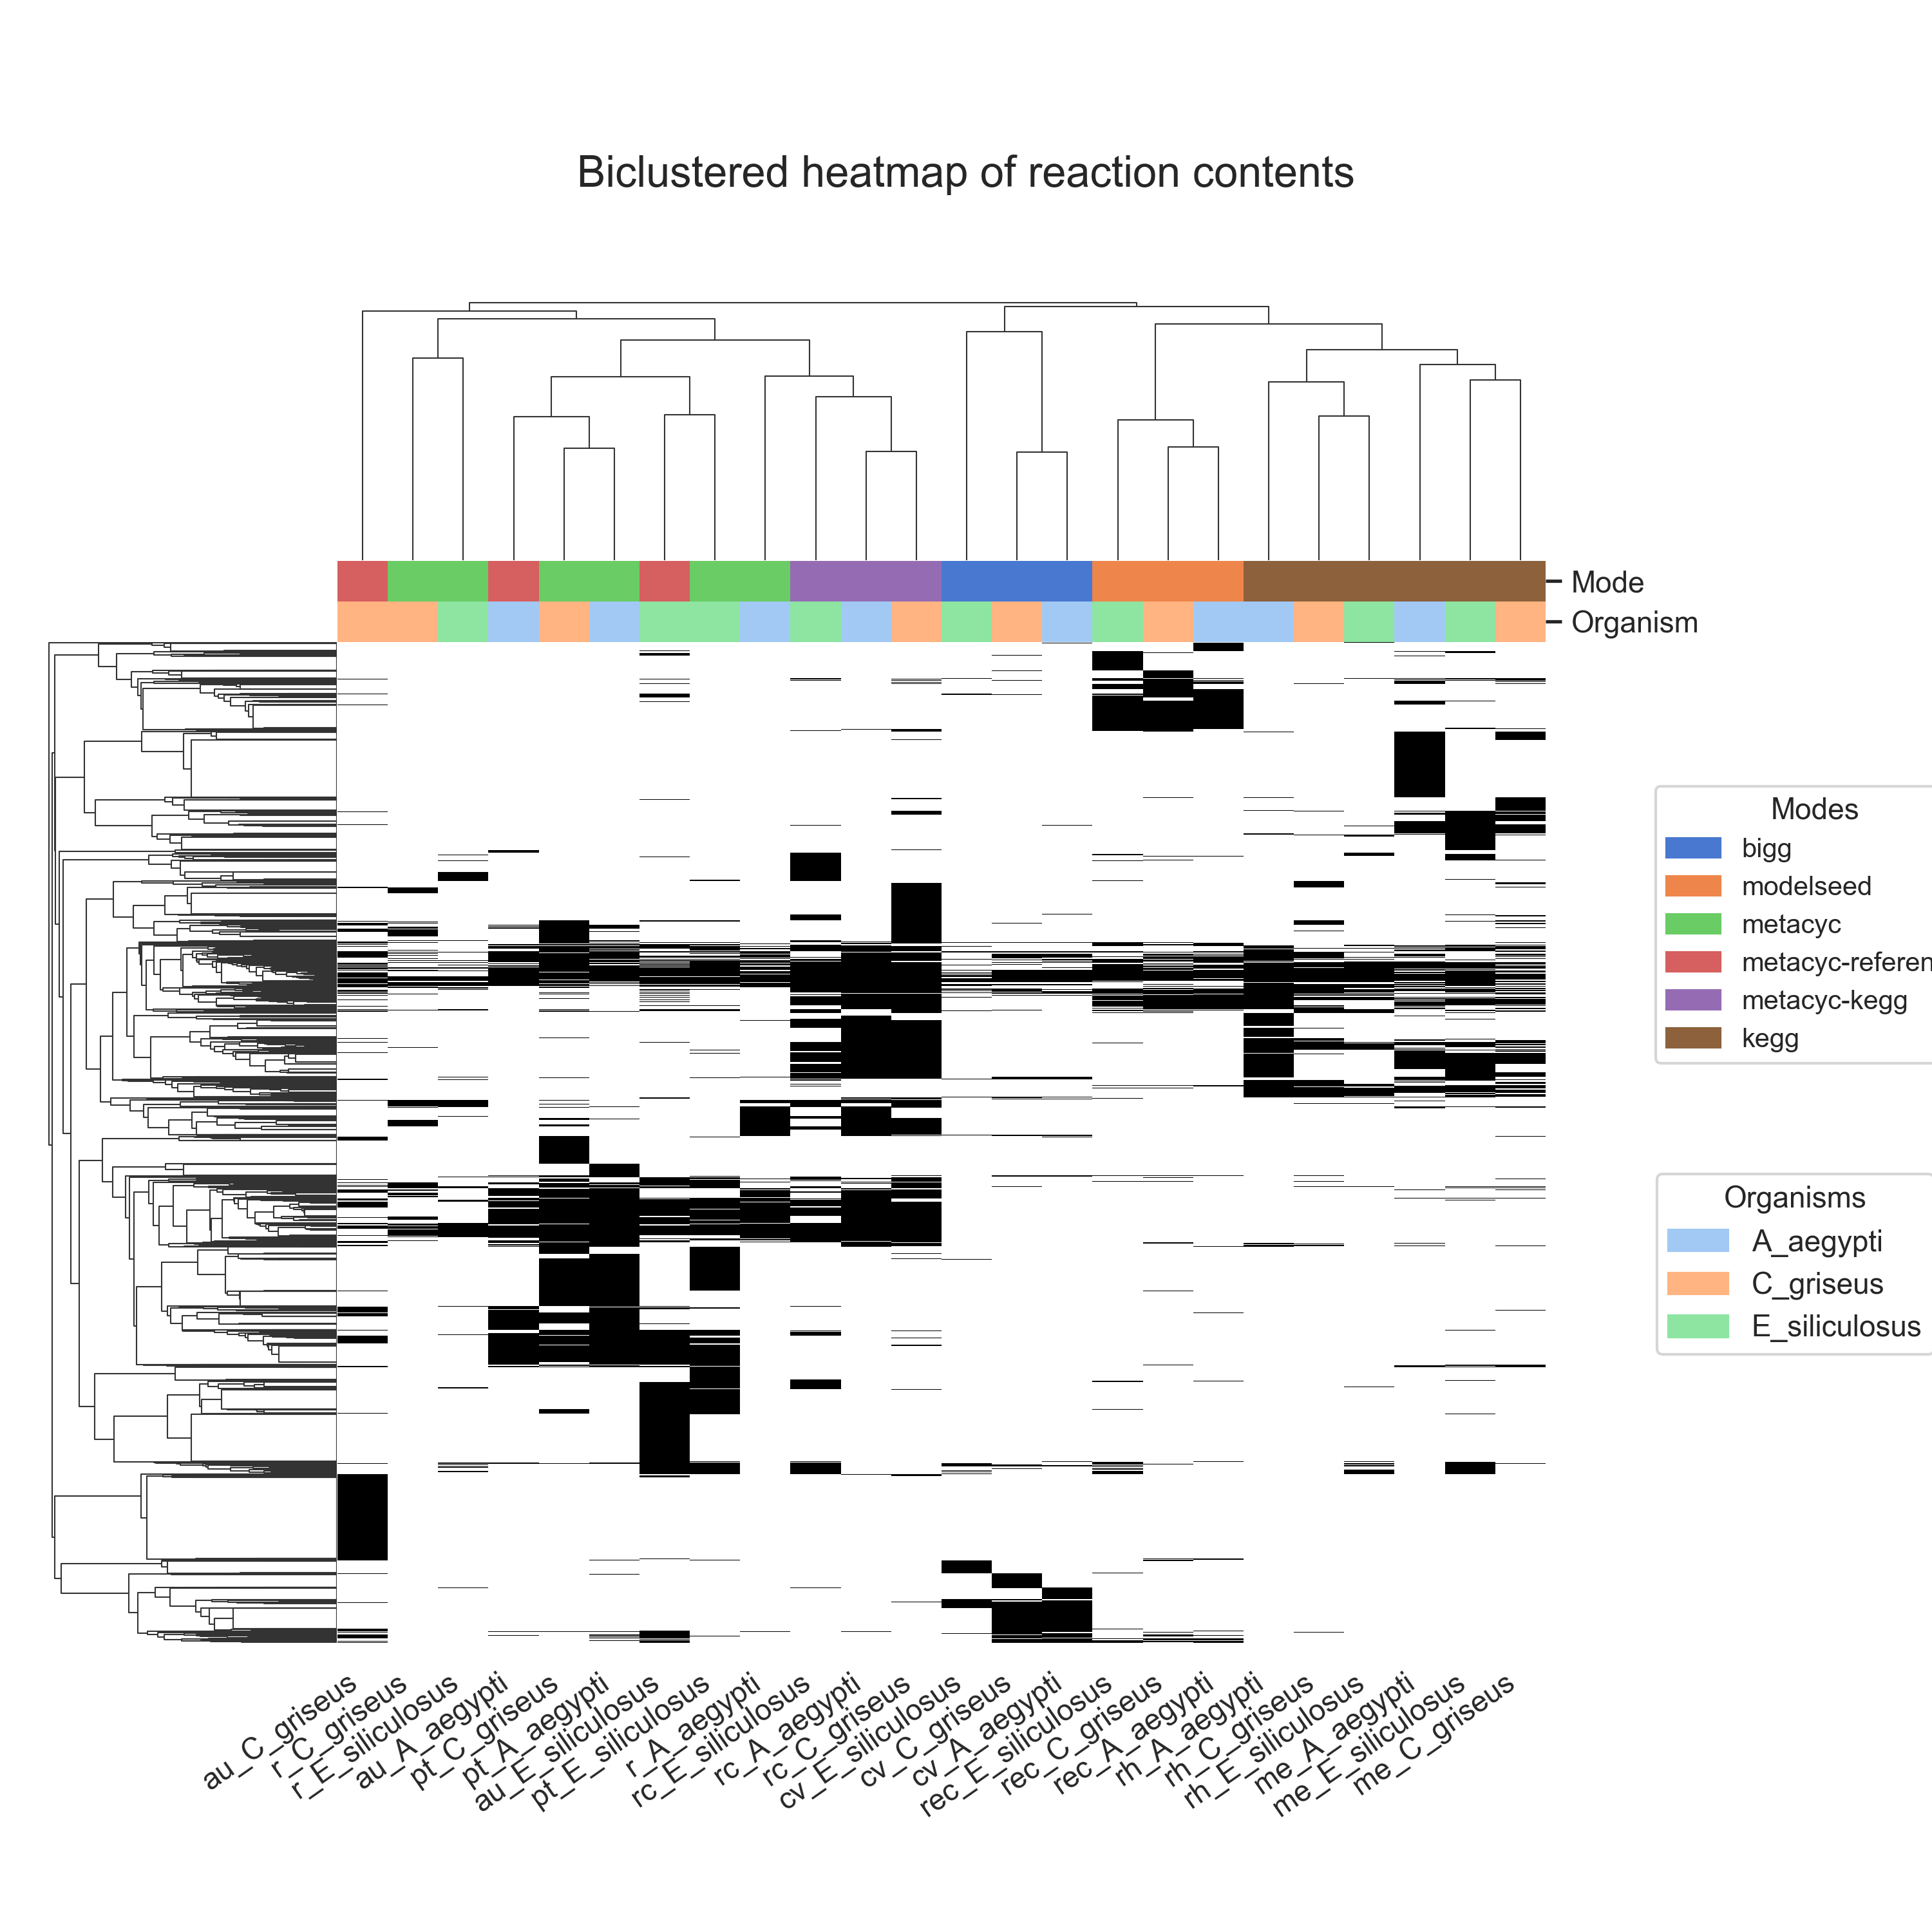 Biclustered heatmap of reaction contents
Mode
Organism
Modes
bigg
modelseed
metacyc
metacyc-referen
metacyc-kegg
kegg
Organisms
A_aegypti
C_griseus
E_siliculosus
au_C_griseus
r_C_griseus
r_E_siliculosus
au_A_aegypti
pt_C_griseus
pt_A_aegypti
au_E_siliculosus
pt_E_siliculosus
r_A_aegypti
rc_E_siliculosus
rc_A_aegypti
rc_C_griseus
cv_E_siliculosus
cv_C_griseus
cv_A_aegypti
rec_E_siliculosus
rec_C_griseus
rec_A_aegypti
rh_A_aegypti
rh_C_griseus
rh_E_siliculosus
me_A_aegypti
me_E_siliculosus
me_C_griseus